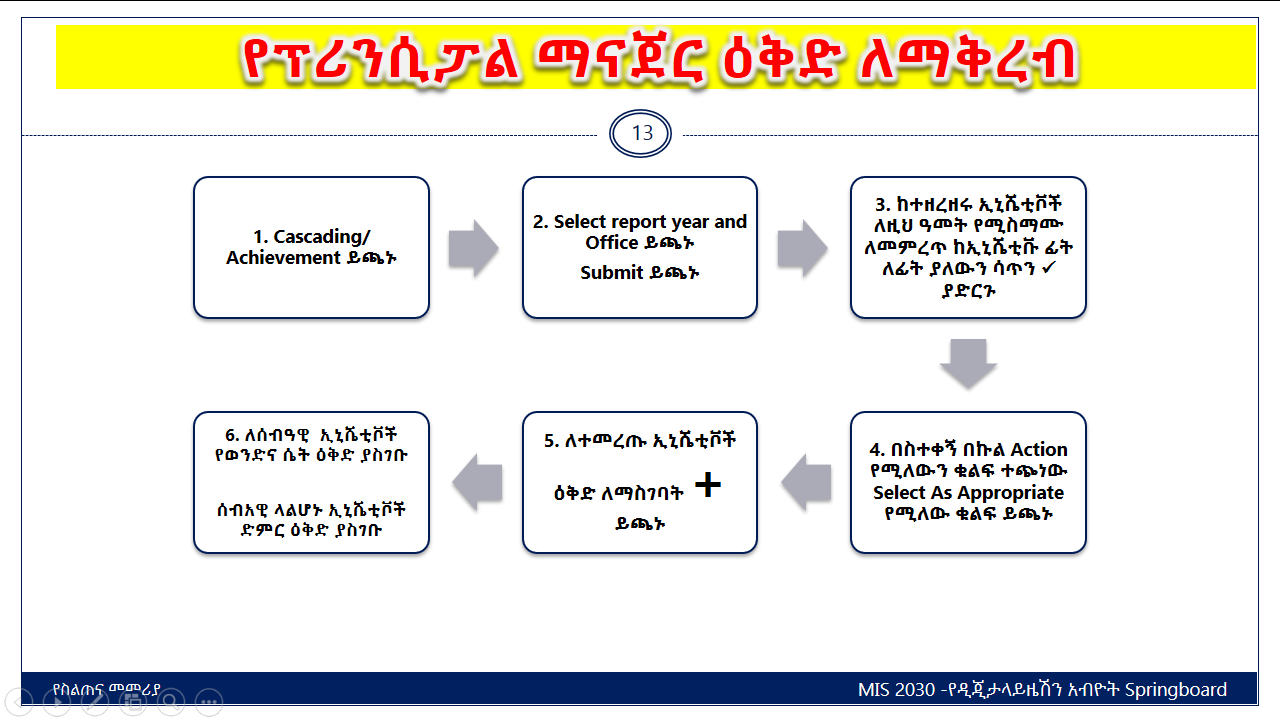 የፕሪንሲፓል ማናጀር ዕቅድ ለማቅረብ
13
1. Cascading/
Achievement ይጫኑ
2. Select report year and
Office ይጫኑ
Submit ይጫኑ
3. ከተዘረዘሩ ኢኒሼቲቮች
ለዚህ ዓመት የሚስማሙ
ለመምረጥ ከኢኒሼቲቩ ፊት
ለፊት ያለውን ሳጥን ✓
ያድርጉ
4. በስተቀኝ በኩል Action
የሚለውን ቁልፍ ተጭነው
Select As Appropriate
የሚለው ቁልፍ ይጫኑ
5. ለተመረጡ ኢኒሼቲቮች
ዕቅድ ለማስገባት +
ይጫኑ
6. ለሰብዓዊ ኢኒሼቲቮች
የወንድና ሴት ዕቅድ ያስገቡ
ሰብአዊ ላልሆኑ ኢኒሼቲቮች
ድምር ዕቅድ ያስገቡ
የስልጠና መመሪያ
MIS 2030 -የዲጂታላይዜሽን አብዮት Springboard